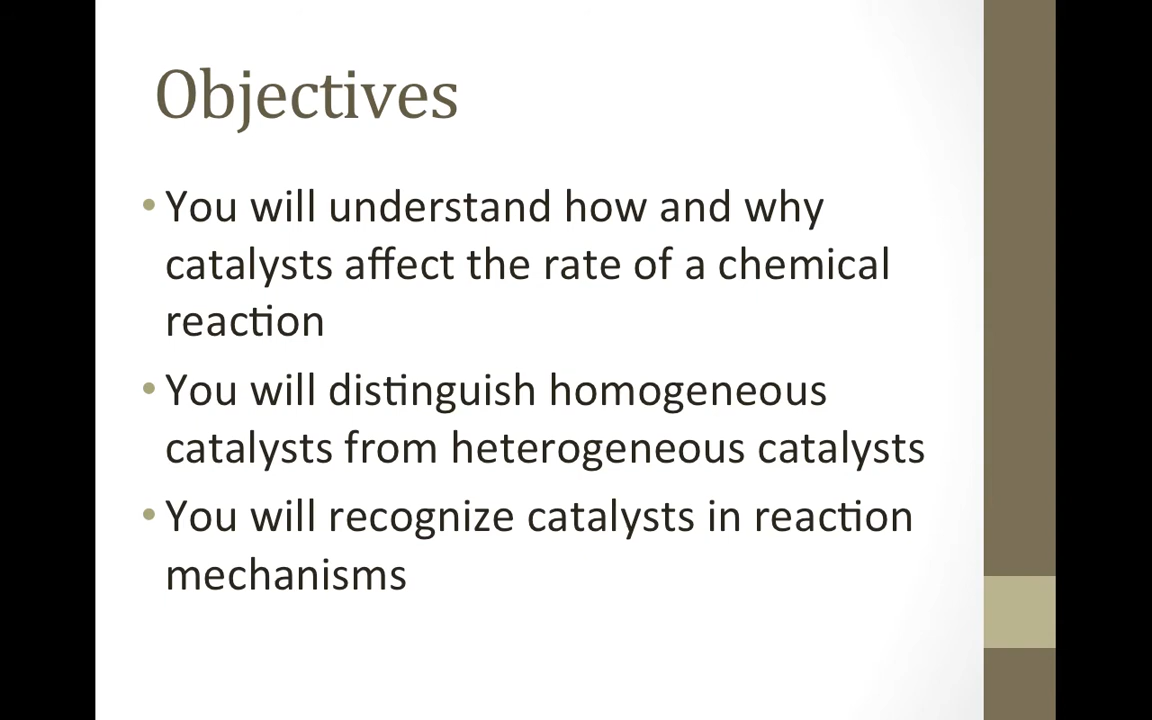 Objectives
• You will understand how and why
catalysts affect the rate of a chemical
reaction
• You will distinguish homogeneous
catalysts from heterogeneous catalysts
• You will recognize catalysts in reaction
mechanisms